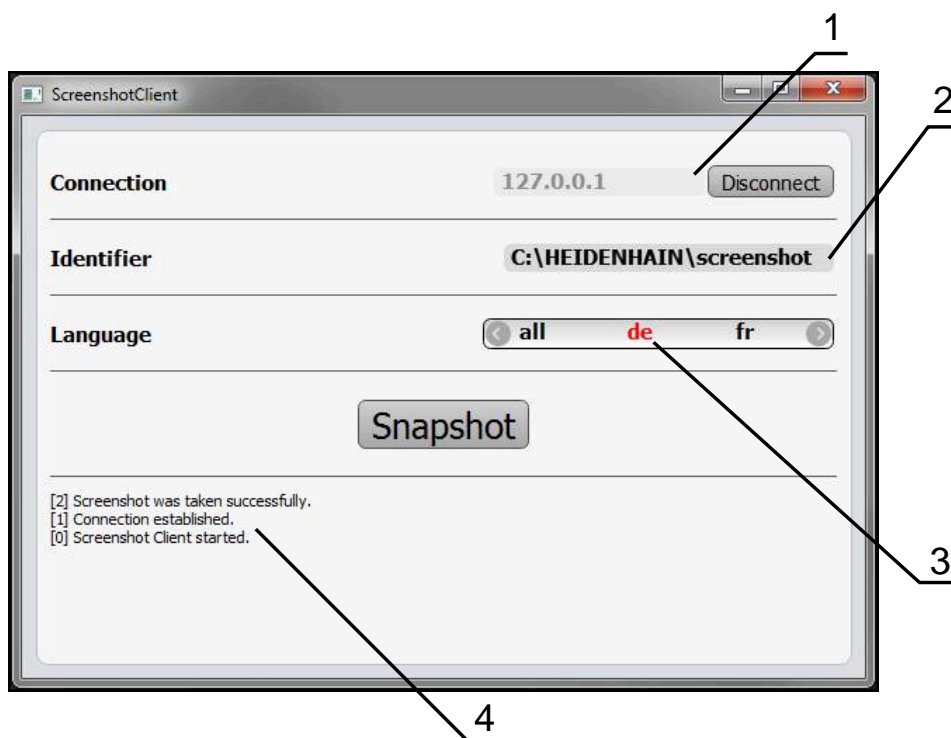 1
ScreenshotClient
2
Connection 127.0.0.1 Disconnect
Identifier C:\HEIDENHAIN\screenshot
Language all de fr
Snapshot
[2] Screenshot was taken successfully.
[1] Connection established.
[0] Screenshot Client started.
3
4